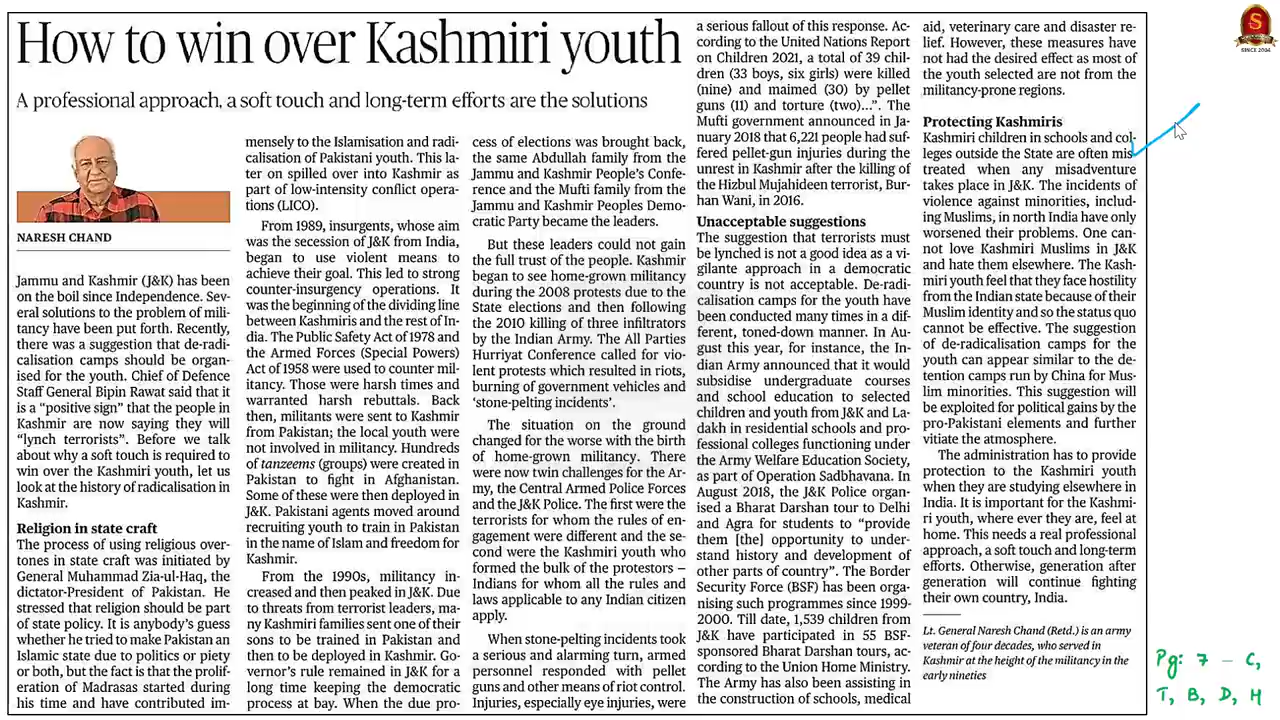 How to win over Kashmiri youth
A professional approach, a soft touch and long-term efforts are the solutions
NARESH CHAND
Jammu and Kashmir (J&K) has been
on the boil since Independence. Sev-
eral solutions to the problem of mili-
tancy have been put forth. Recently,
there was a suggestion that de-radi-
calisation camps should be organ-
ised for the youth. Chief of Defence
Staff General Bipin Rawat said that it
is a “positive sign” that the people in
Kashmir are now saying they will
“lynch terrorists”. Before we talk
about why a soft touch is required to
win over the Kashmiri youth, let us
look at the history of radicalisation in
Kashmir.
Religion in state craft
The process of using religious over-
tones in state craft was initiated by
General Muhammad Zia-ul-Haq, the
dictator-President of Pakistan. He
stressed that religion should be part
of state policy. It is anybody’s guess
whether he tried to make Pakistan an
Islamic state due to politics or piety
or both, but the fact is that the prolif-
eration of Madrasas started during
his time and have contributed im-
mensely to the Islamisation and radi-
calisation of Pakistani youth. This la-
ter on spilled over into Kashmir as
part of low-intensity conflict opera-
tions (LICO).
From 1989, insurgents, whose aim
was the secession of J&K from India,
began to use violent means to
achieve their goal. This led to strong
counter-insurgency operations. It
was the beginning of the dividing line
between Kashmiris and the rest of In-
dia. The Public Safety Act of 1978 and
the Armed Forces (Special Powers)
Act of 1958 were used to counter mil-
itancy. Those were harsh times and
warranted harsh rebuttals. Back
then, militants were sent to Kashmir
from Pakistan; the local youth were
not involved in militancy. Hundreds
of tanzeems (groups) were created in
Pakistan to fight in Afghanistan.
Some of these were then deployed in
J&K. Pakistani agents moved around
recruiting youth to train in Pakistan
in the name of Islam and freedom for
Kashmir.
From the 1990s, militancy in-
creased and then peaked in J&K. Due
to threats from terrorist leaders, ma-
ny Kashmiri families sent one of their
sons to be trained in Pakistan and
then to be deployed in Kashmir. Go-
vernor’s rule remained in J&K for a
long time keeping the democratic
process at bay. When the due pro-
cess of elections was brought back,
the same Abdullah family from the
Jammu and Kashmir People’s Confe-
rence and the Mufti family from the
Jammu and Kashmir Peoples Demo-
cratic Party became the leaders.
But these leaders could not gain
the full trust of the people. Kashmir
began to see home-grown militancy
during the 2008 protests due to the
State elections and then following
the 2010 killing of three infiltrators
by the Indian Army. The All Parties
Hurriyat Conference called for vio-
lent protests which resulted in riots,
burning of government vehicles and
‘stone-pelting incidents’.
The situation on the ground
changed for the worse with the birth
of home-grown militancy. There
were now twin challenges for the Ar-
my, the Central Armed Police Forces
and the J&K Police. The first were the
terrorists for whom the rules of en-
gagement were different and the se-
cond were the Kashmiri youth who
formed the bulk of the protestors –
Indians for whom all the rules and
laws applicable to any Indian citizen
apply.
When stone-pelting incidents took
a serious and alarming turn, armed
personnel responded with pellet
guns and other means of riot control.
Injuries, especially eye injuries, were
a serious fallout of this response. Ac-
cording to the United Nations Report
on Children 2021, a total of 39 chil-
dren (33 boys, six girls) were killed
(nine) and maimed (30) by pellet
guns (11) and torture (two)...”. The
Mufti government announced in Ja-
nuary 2018 that 6,221 people had suf-
fered pellet-gun injuries during the
unrest in Kashmir after the killing of
the Hizbul Mujahideen terrorist, Bur-
han Wani, in 2016.
Unacceptable suggestions
The suggestion that terrorists must
be lynched is not a good idea as a vi-
gilante approach in a democratic
country is not acceptable. De-radi-
calisation camps for the youth have
been conducted many times in a dif-
ferent, toned-down manner. In Au-
gust this year, for instance, the In-
dian Army announced that it would
subsidise undergraduate courses
and school education to selected
children and youth from J&K and La-
dakh in residential schools and pro-
fessional colleges functioning under
the Army Welfare Education Society,
as part of Operation Sadbhavana. In
August 2018, the J&K Police organ-
ised a Bharat Darshan tour to Delhi
and Agra for students to “provide
them [the] opportunity to under-
stand history and development of
other parts of country”. The Border
Security Force (BSF) has been orga-
nising such programmes since 1999-
2000. Till date, 1,539 children from
J&K have participated in 55 BSF-
sponsored Bharat Darshan tours, ac-
cording to the Union Home Ministry.
The Army has also been assisting in
the construction of schools, medical
aid, veterinary care and disaster re-
lief. However, these measures have
not had the desired effect as most of
the youth selected are not from the
militancy-prone regions.
Protecting Kashmiris
Kashmiri children in schools and col-
leges outside the State are often mis-
treated when any misadventure
takes place in J&K. The incidents of
violence against minorities, includ-
ing Muslims, in north India have only
worsened their problems. One can-
not love Kashmiri Muslims in J&K
and hate them elsewhere. The Kash-
miri youth feel that they face hostility
from the Indian state because of their
Muslim identity and so the status quo
cannot be effective. The suggestion
of de-radicalisation camps for the
youth can appear similar to the de-
tention camps run by China for Mus-
lim minorities. This suggestion will
be exploited for political gains by the
pro-Pakistani elements and further
vitiate the atmosphere.
The administration has to provide
protection to the Kashmiri youth
when they are studying elsewhere in
India. It is important for the Kashmi-
ri youth, where ever they are, feel at
home. This needs a real professional
approach, a soft touch and long-term
efforts. Otherwise, generation after
generation will continue fighting
their own country, India.
Lt. General Naresh Chand (Retd.) is an army
veteran of four decades, who served in
Kashmir at the height of the militancy in the
early nineties
SINCE 2004
Pg: 7 – C,
T, B, D, H